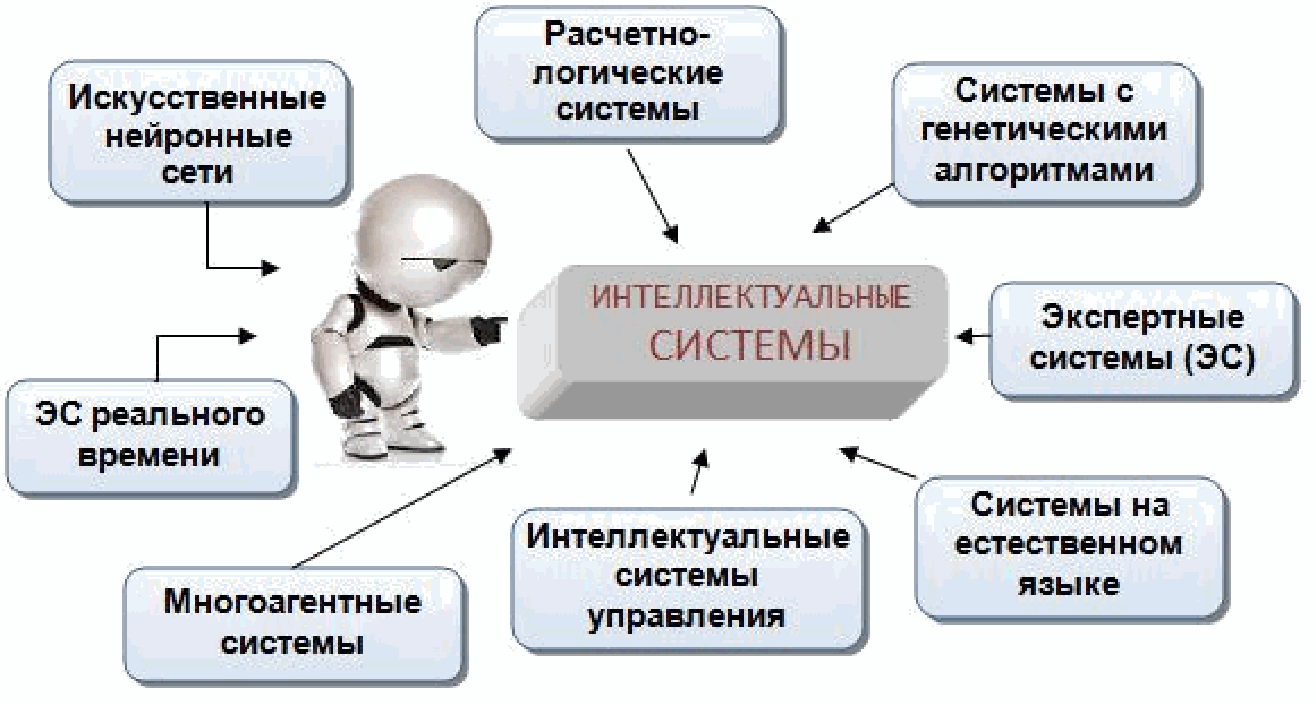 Расчетно-
логические
системы
Искусственные
нейронные
сети
Системы с
генетическими
алгоритмами
ИНТЕЛЛЕКТУАЛЬНЫЕ
СИСТЕМЫ
Экспертные
системы (ЭС)
ЭС реального
времени
Системы на
естественном
языке
Интеллектуальные
системы
управления
Многоагентные
системы